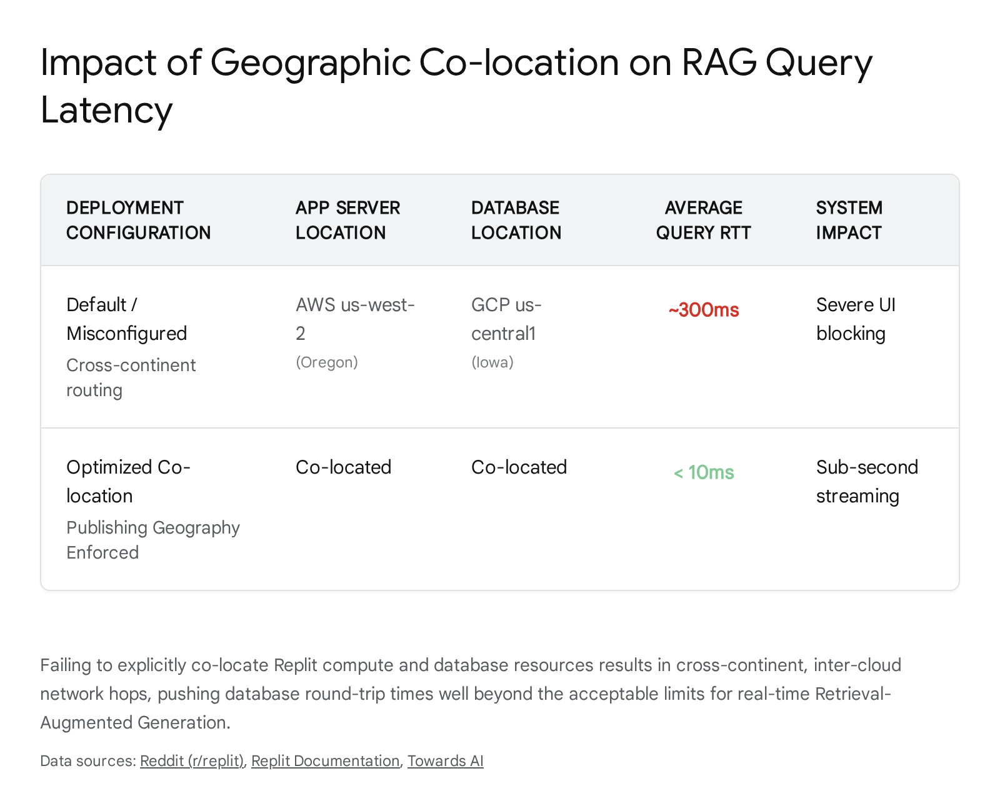 Impact of Geographic Co-location on RAG Query
Latency
DEPLOYMENT
CONFIGURATION
APP SERVER
LOCATION
DATABASE
LOCATION
AVERAGE
QUERY RTT
SYSTEM
IMPACT
Default /
Misconfigured
Cross-continent
routing
AWS us-west-
2
(Oregon)
GCP us-
central1
(Iowa)
~300ms
Severe UI
blocking
Optimized Co-
location
Publishing Geography
Enforced
Co-located
Co-located
< 10ms
Sub-second
streaming
Failing to explicitly co-locate Replit compute and database resources results in cross-continent, inter-cloud
network hops, pushing database round-trip times well beyond the acceptable limits for real-time Retrieval-
Augmented Generation.
Data sources: Reddit (r/replit), Replit Documentation, Towards AI